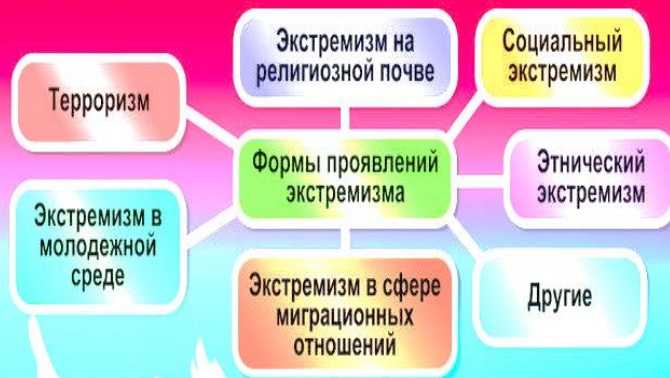 Экстремизм на
религиозной почве
Социальный
экстремизм
Терроризм
Формы проявлений
экстремизма
Этнический
экстремизм
Экстремизм в
молодежной
среде
Экстремизм в сфере
миграционных
отношений
Другие